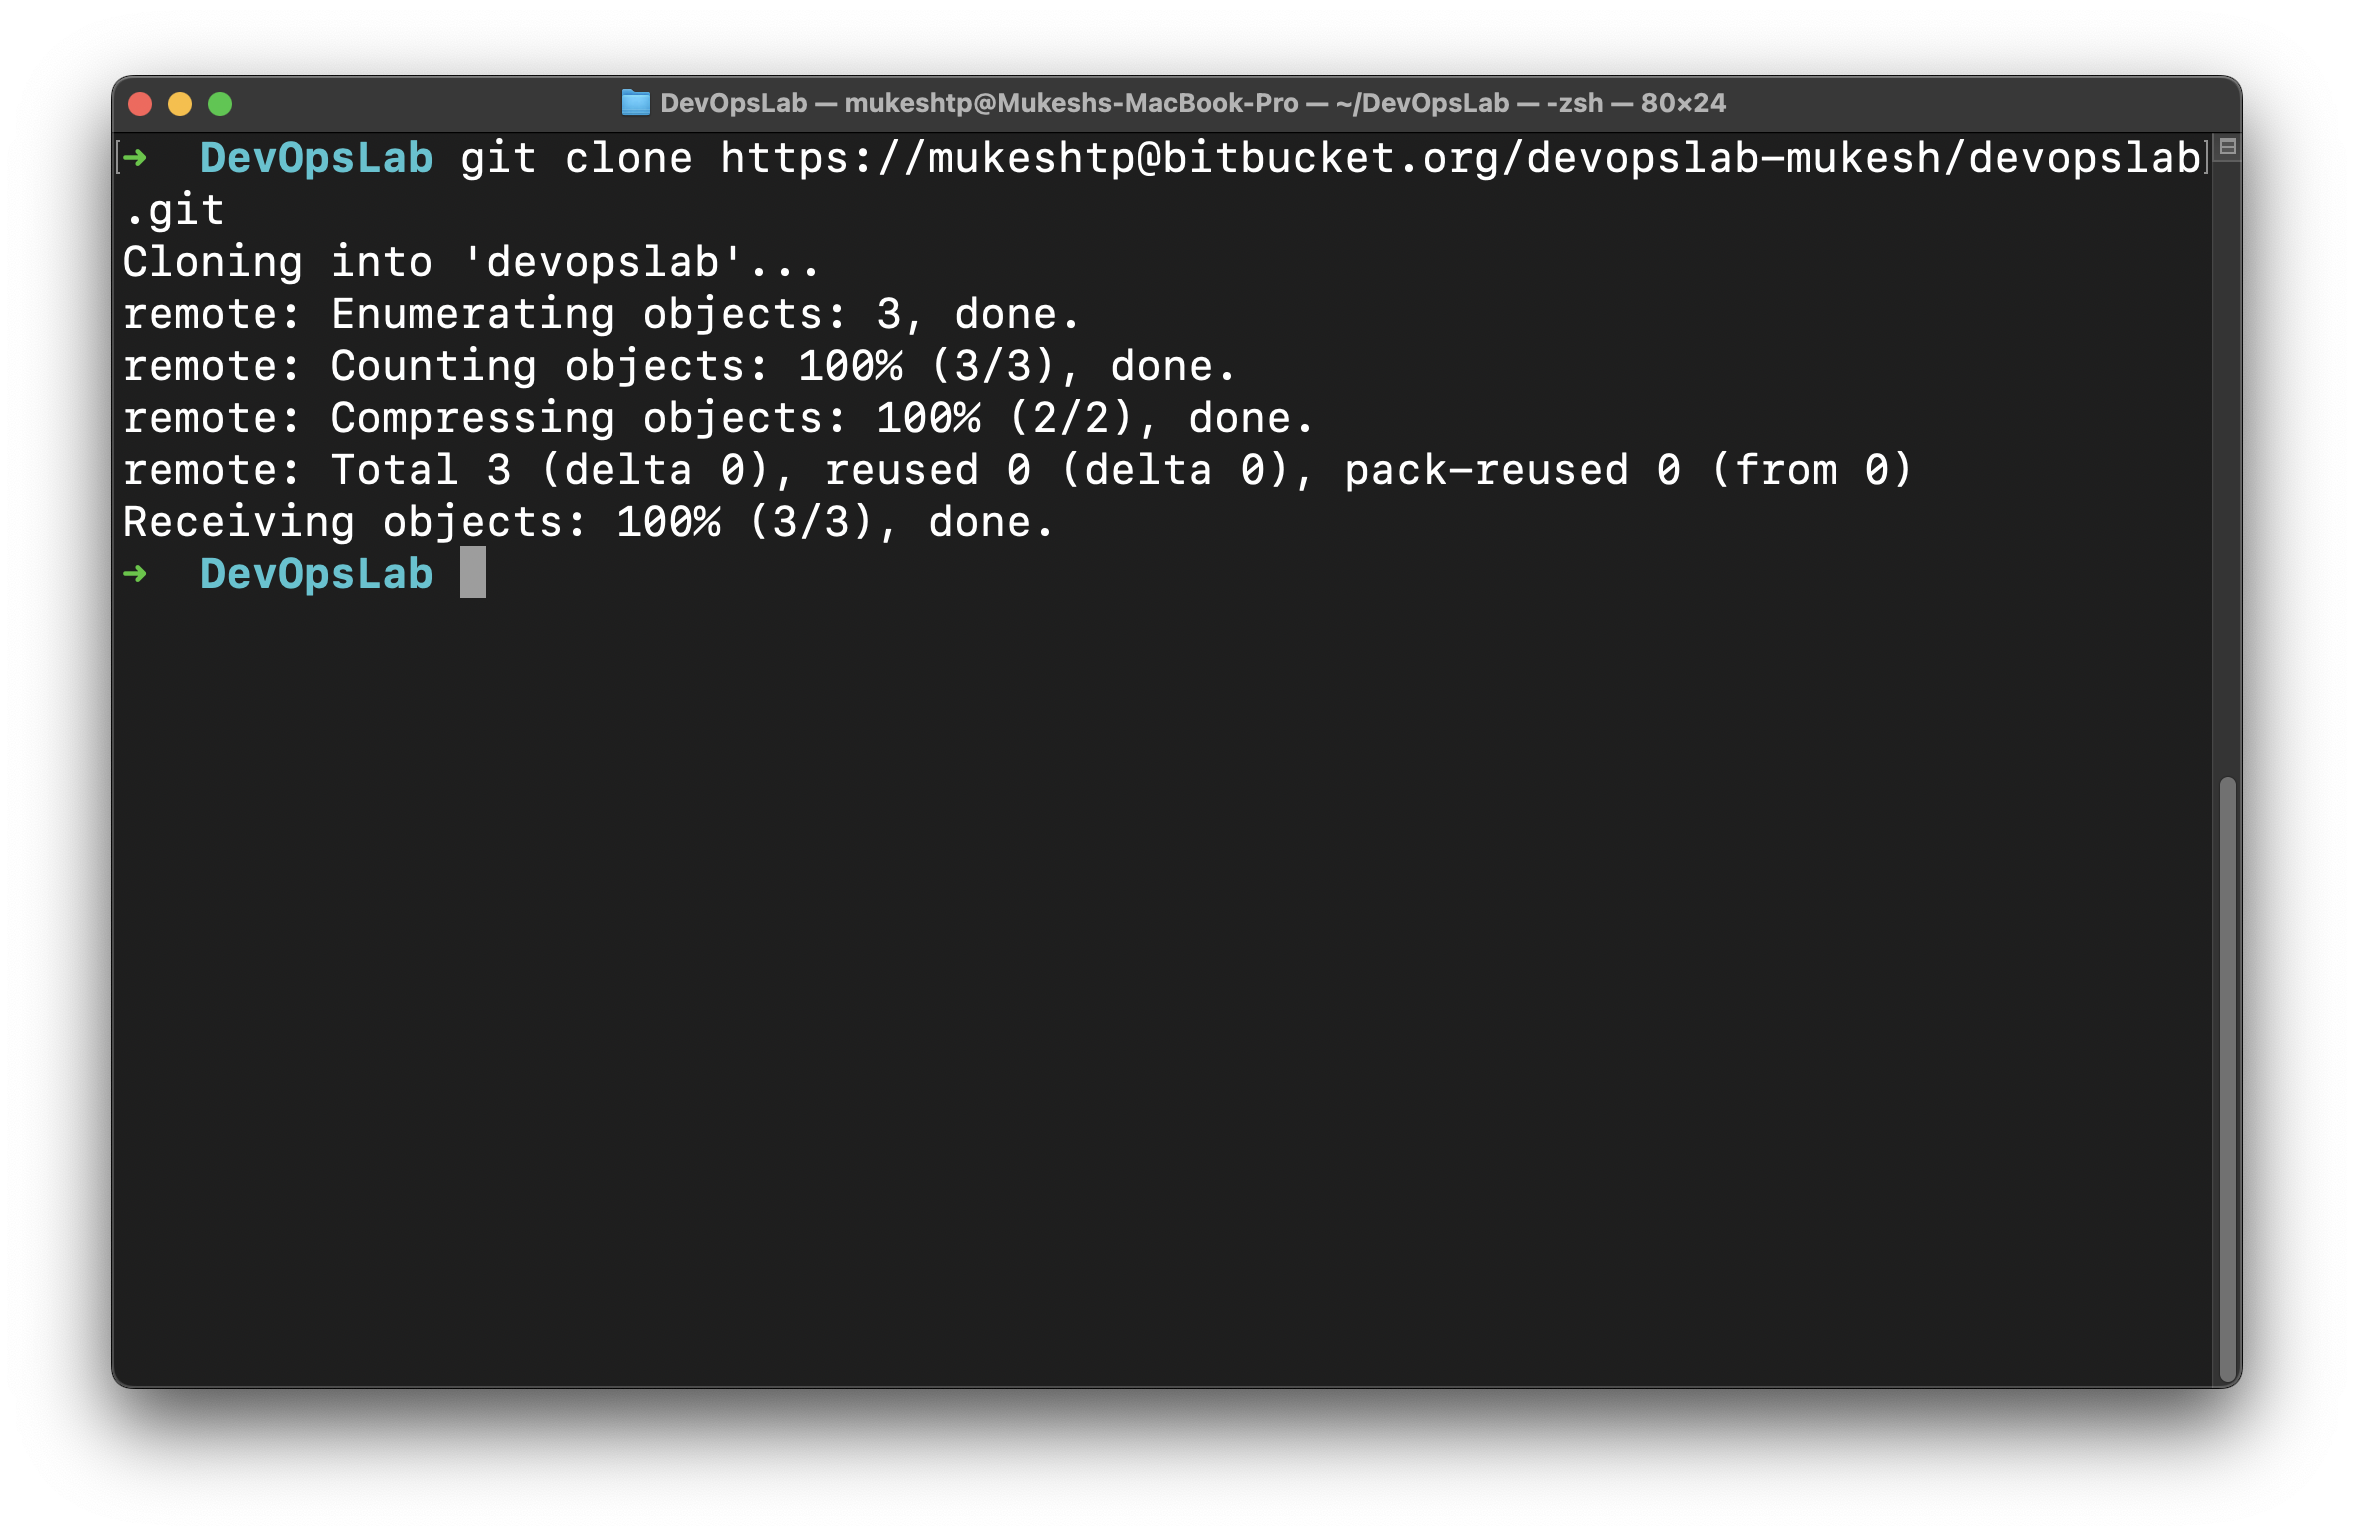 DevOpsLab — mukeshtp@Mukeshs-MacBook-Pro — ~/DevOpsLab — -zsh — 80×24
➜  DevOpsLab git clone https://mukeshtp@bitbucket.org/devopslab-mukesh/devopslab
.git
Cloning into 'devopslab'...
remote: Enumerating objects: 3, done.
remote: Counting objects: 100% (3/3), done.
remote: Compressing objects: 100% (2/2), done.
remote: Total 3 (delta 0), reused 0 (delta 0), pack-reused 0 (from 0)
Receiving objects: 100% (3/3), done.
➜  DevOpsLab